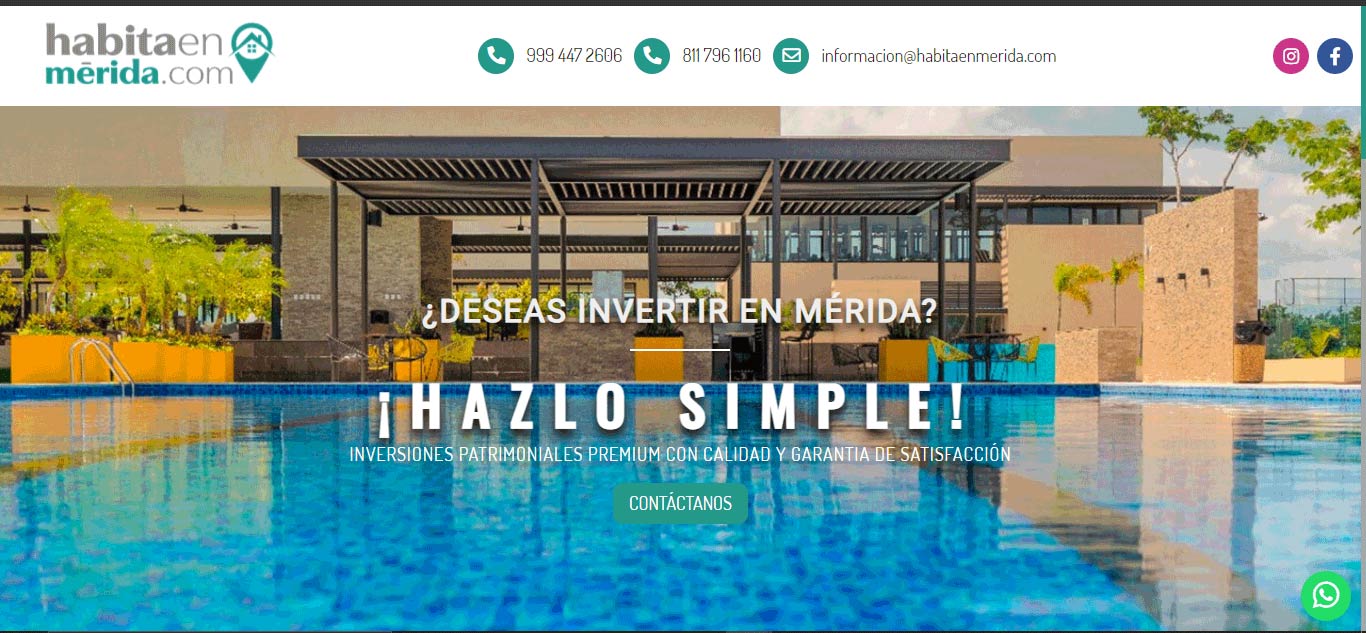 habitaen
mérida.com
999 447 2606
811 796 1160
informacion@habitaenmerida.com
¿DESEAS INVERTIR EN MÉRIDA?
¡HAZLO SIMPLE!
INVERSIONES PATRIMONIALES PREMIUM CON CALIDAD Y GARANTIA DE SATISFACCIÓN
CONTÁCTANOS